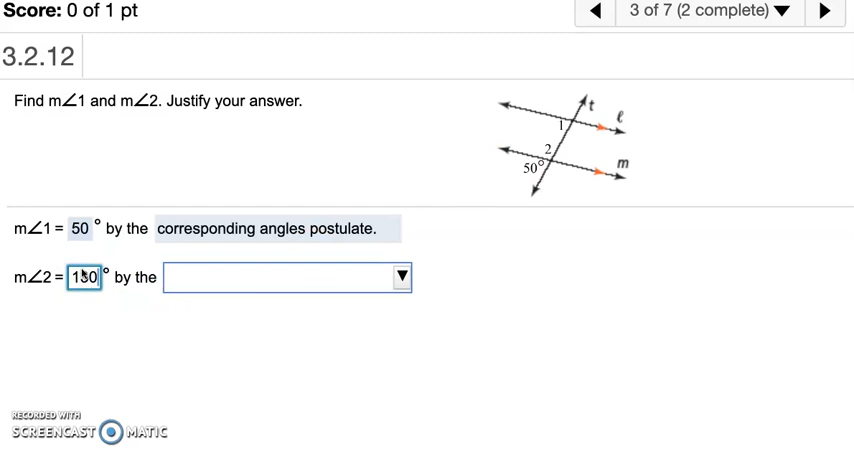 Score: 0 of 1 pt
3 of 7 (2 complete)
3.2.12
Find m∠1 and m∠2. Justify your answer.
t
ℓ
1
2
m
50°
m∠1 = 50 ° by the corresponding angles postulate.
m∠2 = 130 ° by the
RECORDED WITH
SCREENCAST O MATIC